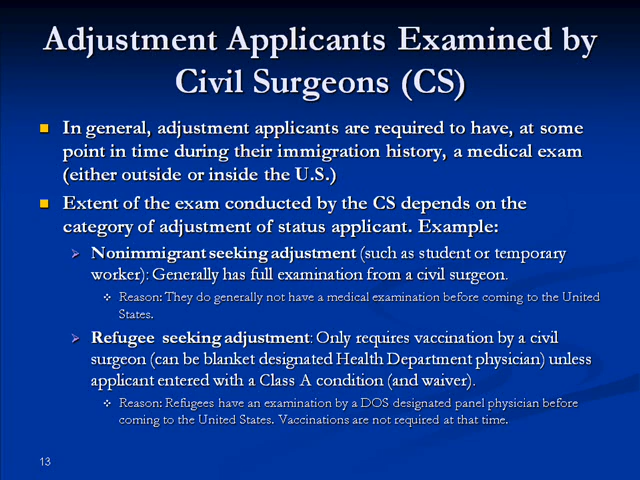 Adjustment Applicants Examined by
Civil Surgeons (CS)
In general, adjustment applicants are required to have, at some
point in time during their immigration history, a medical exam
(either outside or inside the U.S.)
Extent of the exam conducted by the CS depends on the
category of adjustment of status applicant. Example:
Nonimmigrant seeking adjustment (such as student or temporary
worker): Generally has full examination from a civil surgeon.
Reason: They do generally not have a medical examination before coming to the United
States.
Refugee seeking adjustment: Only requires vaccination by a civil
surgeon (can be blanket designated Health Department physician) unless
applicant entered with a Class A condition (and waiver).
Reason: Refugees have an examination by a DOS designated panel physician before
coming to the United States. Vaccinations are not required at that time.
13